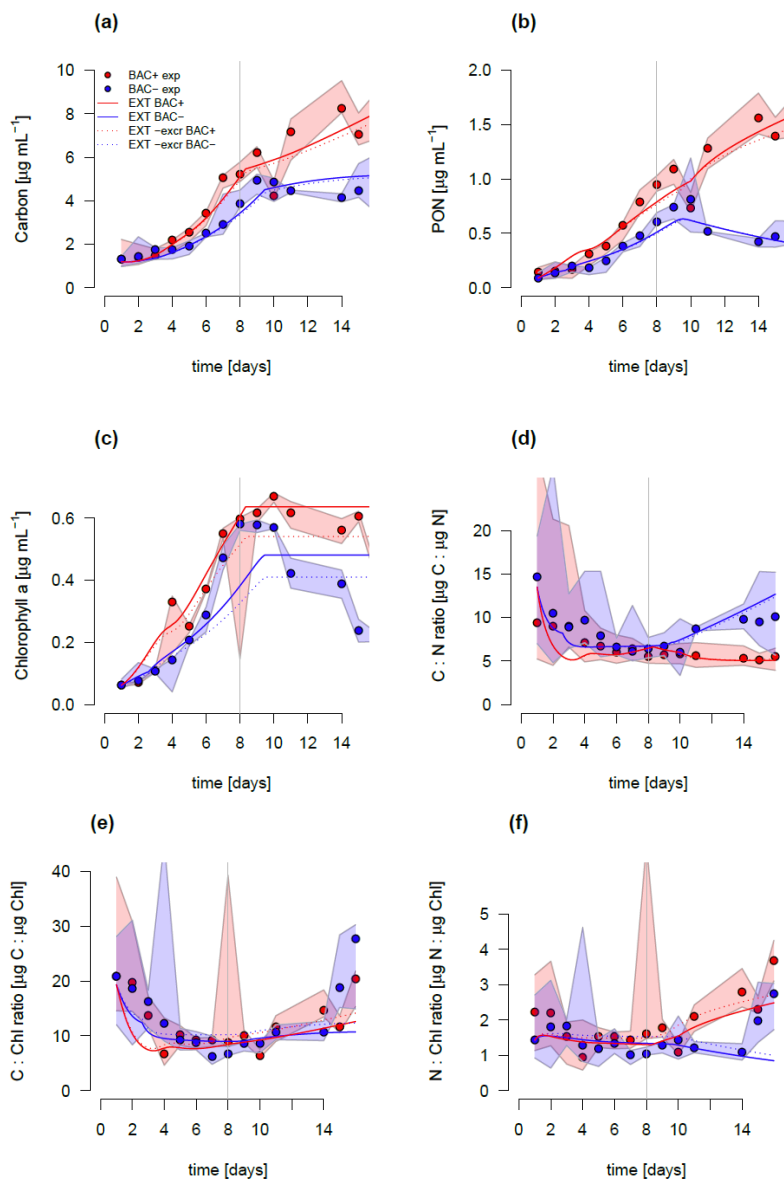 (a)
Carbon [µg mL⁻¹]
10
8
6
4
2
0
BAC+ exp
BAC− exp
EXT BAC+
EXT BAC−
EXT −excr BAC+
EXT −excr BAC−
0 2 4 6 8 10 14
time [days]
(b)
PON [µg mL⁻¹]
2.0
1.5
1.0
0.5
0.0
0 2 4 6 8 10 14
time [days]
(c)
Chlorophyll a [µg mL⁻¹]
0.6
0.4
0.2
0.0
0 2 4 6 8 10 14
time [days]
(d)
C : N ratio [µg C : µg N]
20
15
10
5
0
0 2 4 6 8 10 14
time [days]
(e)
C : Chl ratio [µg C : µg Chl]
40
30
20
10
0
0 2 4 6 8 10 14
time [days]
(f)
N : Chl ratio [µg N : µg Chl]
5
4
3
2
1
0
0 2 4 6 8 10 14
time [days]